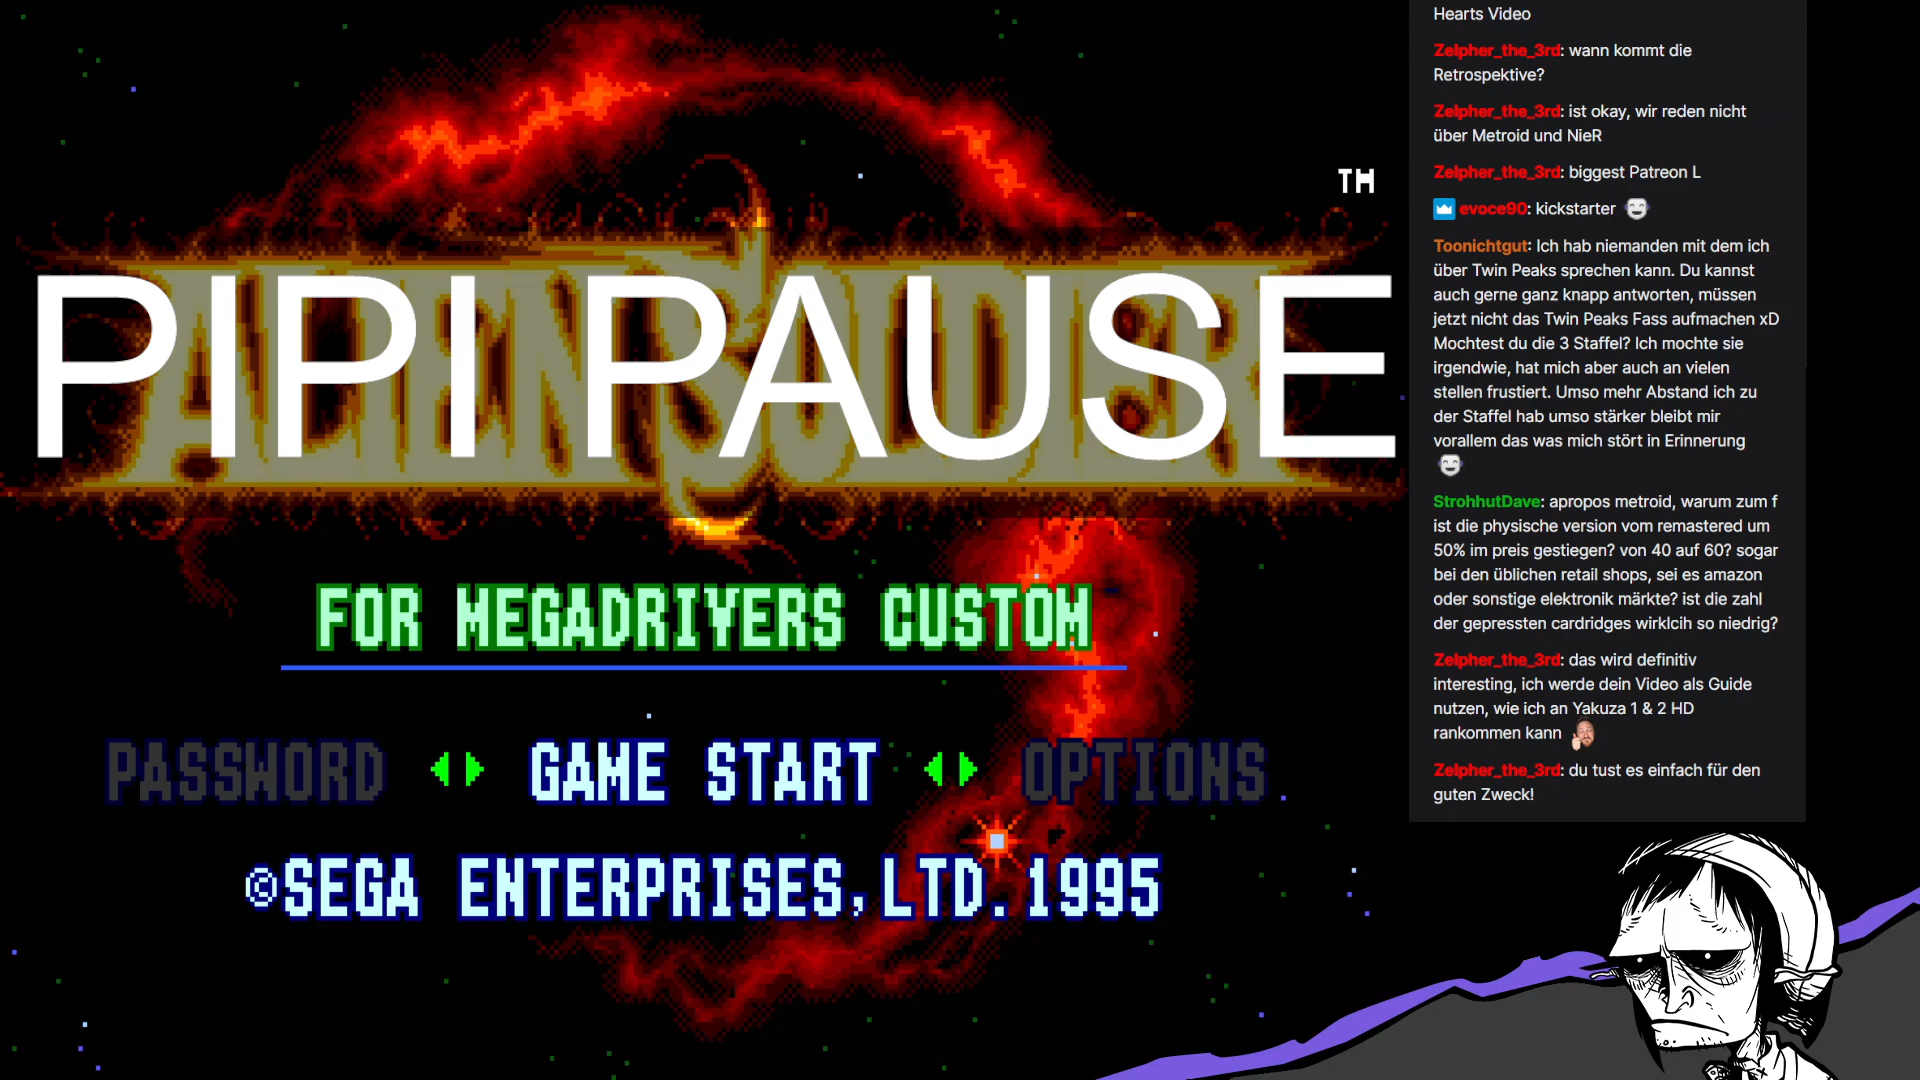 TM
PIPI PAUSE
ALIEN SOLDIER
FOR MEGADRIVERS CUSTOM
PASSWORD GAME START OPTIONS
©SEGA ENTERPRISES,LTD.1995
Hearts Video
Zelpher_the_3rd: wann kommt die
Retrospektive?
Zelpher_the_3rd: ist okay, wir reden nicht
über Metroid und NieR
Zelpher_the_3rd: biggest Patreon L
evoce90: kickstarter
Toonichtgut: Ich hab niemanden mit dem ich
über Twin Peaks sprechen kann. Du kannst
auch gerne ganz knapp antworten, müssen
jetzt nicht das Twin Peaks Fass aufmachen xD
Mochtest du die 3 Staffel? Ich mochte sie
irgendwie, hat mich aber auch an vielen
stellen frustiert. Umso mehr Abstand ich zu
der Staffel hab umso stärker bleibt mir
vorallem das was mich stört in Erinnerung
StrohhutDave: apropos metroid, warum zum f
ist die physische version vom remastered um
50% im preis gestiegen? von 40 auf 60? sogar
bei den üblichen retail shops, sei es amazon
oder sonstige elektronik märkte? ist die zahl
der gepressten cardridges wirklcih so niedrig?
Zelpher_the_3rd: das wird definitiv
interesting, ich werde dein Video als Guide
nutzen, wie ich an Yakuza 1 & 2 HD
rankommen kann
Zelpher_the_3rd: du tust es einfach für den
guten Zweck!